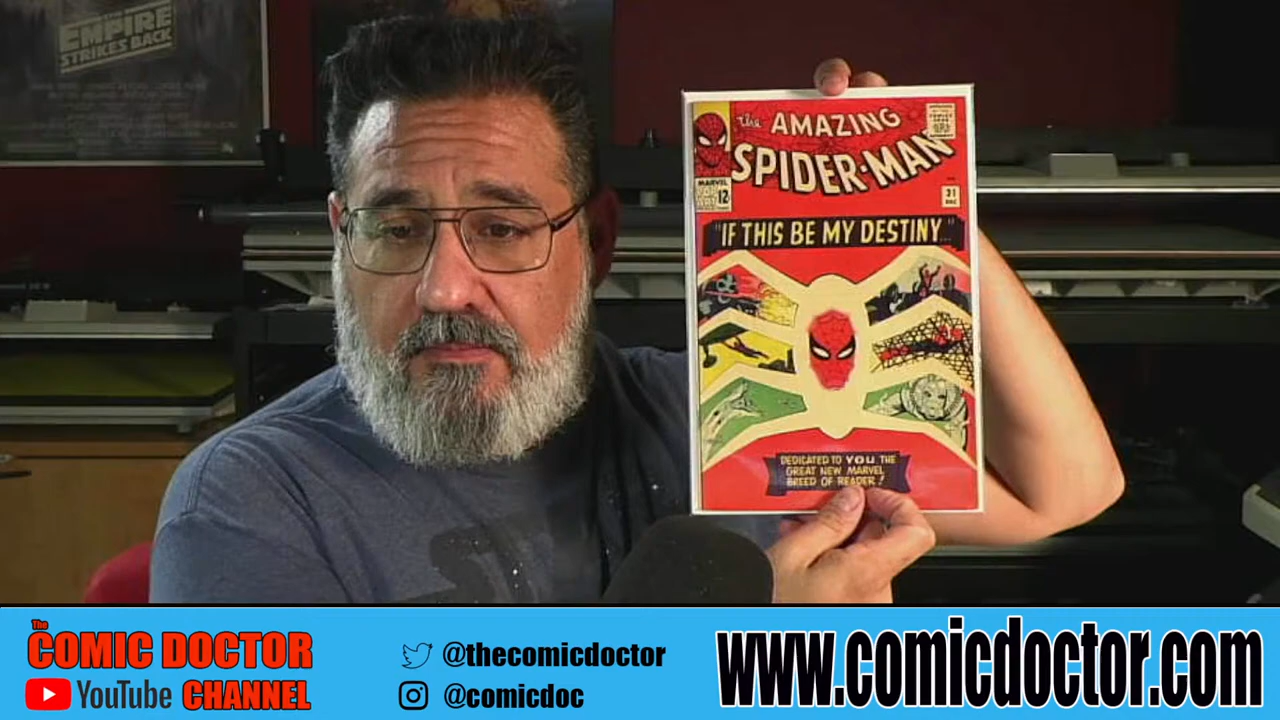 EMPIRE
STRIKES BACK
the AMAZING
SPIDER-MAN
MARVEL
12¢
31
DEC
"IF THIS BE MY DESTINY...
DEDICATED TO YOU, THE
GREAT NEW MARVEL
BREED OF READER!
The
COMIC DOCTOR
YouTube CHANNEL
@thecomicdoctor
@comicdoc
www.comicdoctor.com